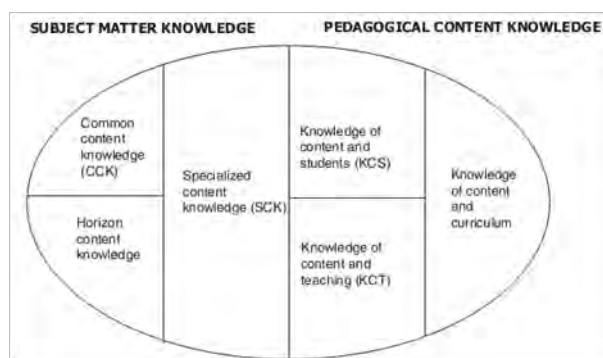 SUBJECT MATTER KNOWLEDGE
PEDAGOGICAL CONTENT KNOWLEDGE
Common
content
knowledge
(CCK)
Horizon
content
knowledge
Specialized
content
knowledge (SCK)
Knowledge of
content and
students (KCS)
Knowledge of
content and
teaching (KCT)
Knowledge
of content
and
curriculum